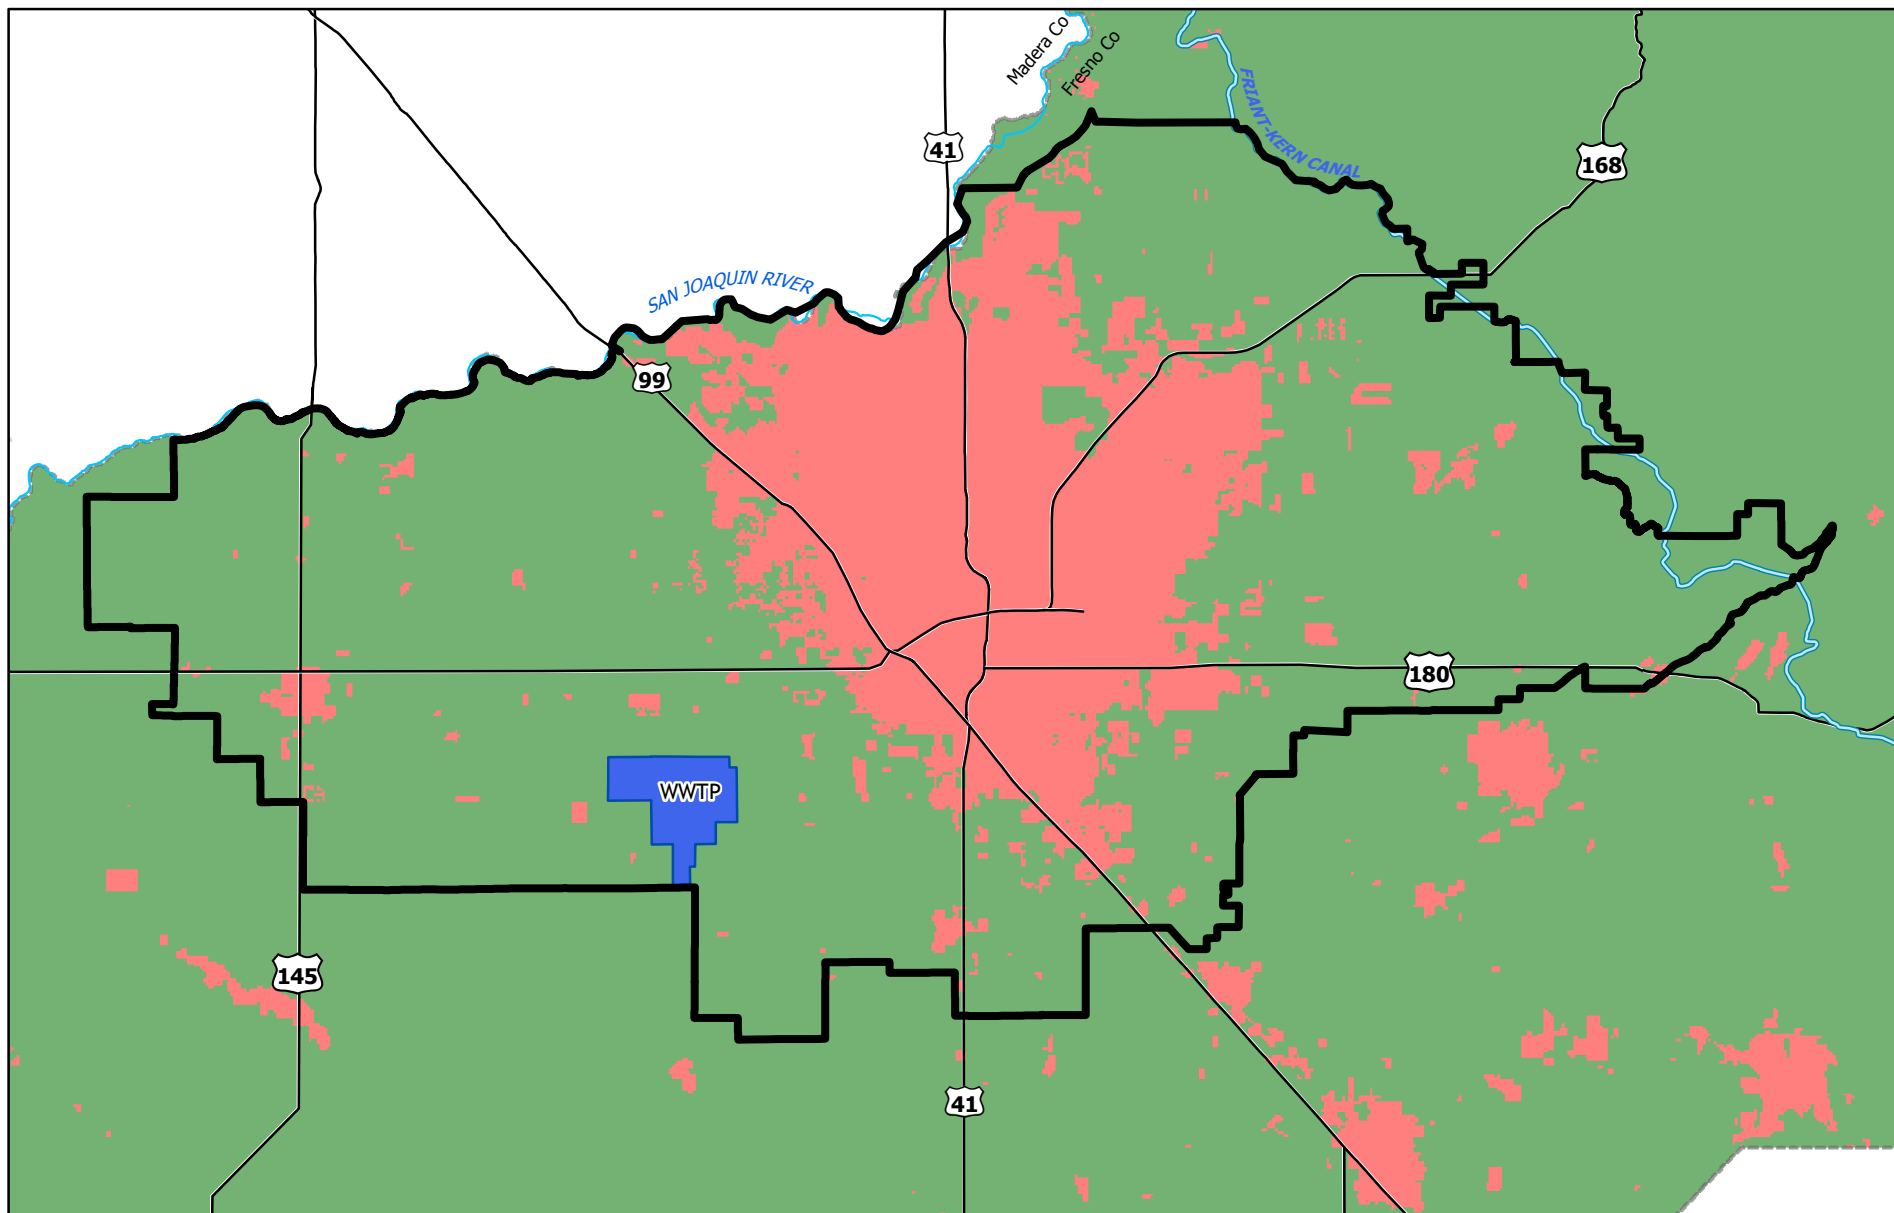 Madera Co
Fresno Co
41
FRIANT-KERN CANAL
168
SAN JOAQUIN RIVER
99
180
WWTP
145
41